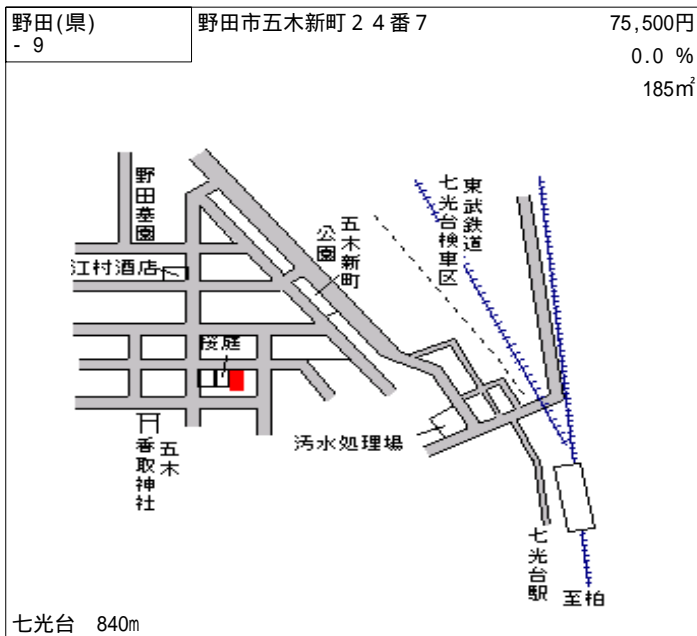 野田(県)
- 9
野田市五木新町２４番7
75,500円
0.0 %
185㎡
野田墓園
江村酒店
五木新町
公園
東武鉄道
七光台検車区
桜庭
五木
香取神社
汚水処理場
七光台駅
至柏
七光台 840m